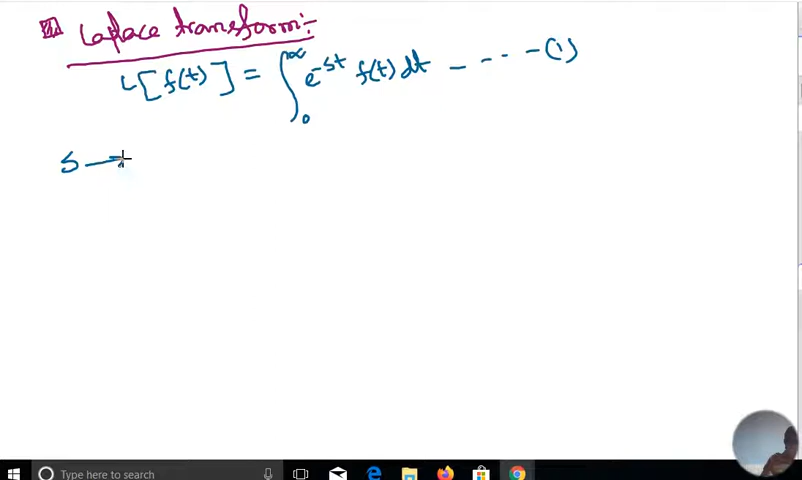 Laplace transform:-
L[f(t)] = ∫₀^∞ e^-st f(t) dt - - - - (1)
S →
Type here to search